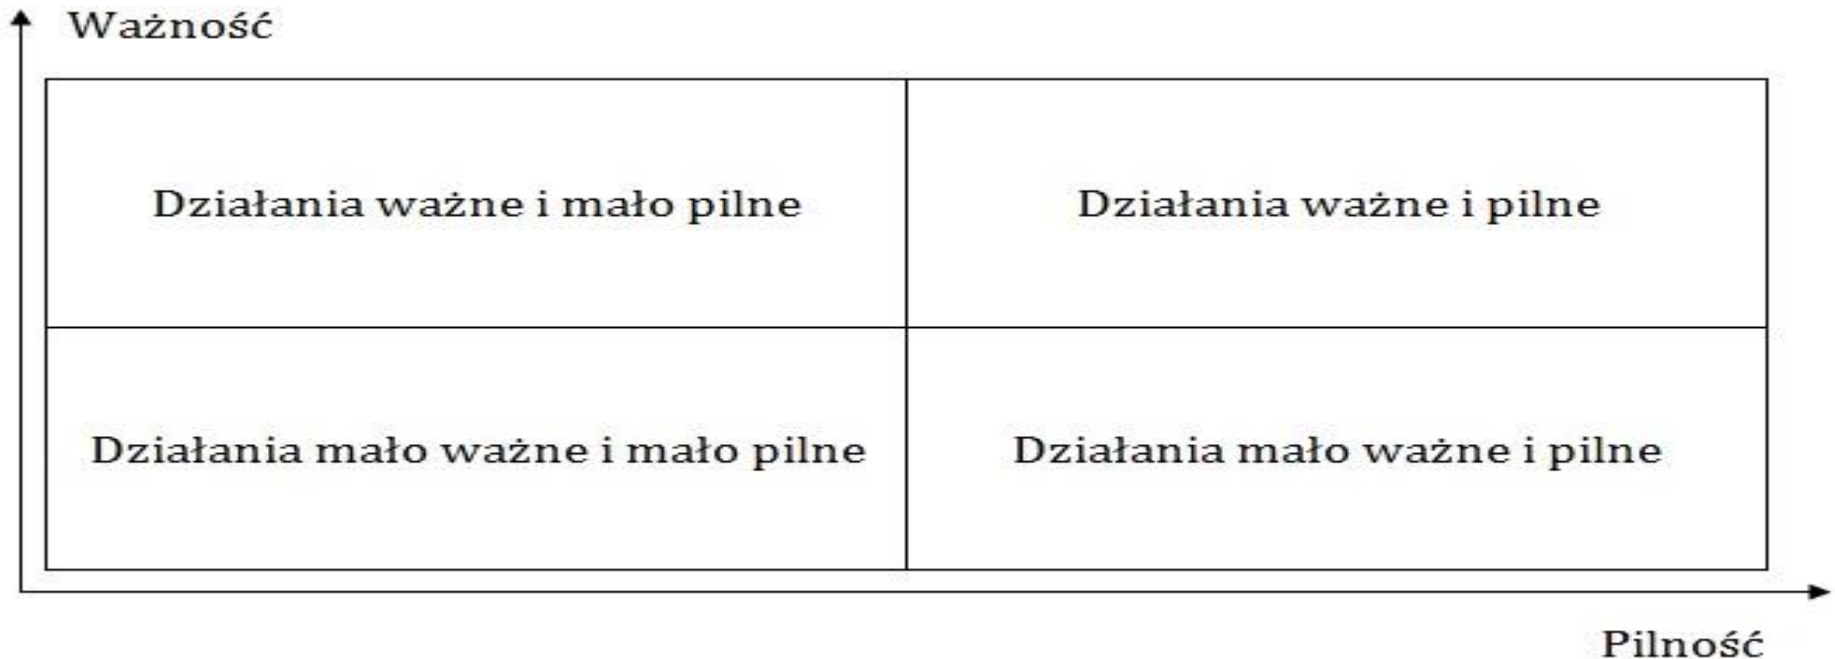 Ważność
Działania ważne i mało pilne
Działania ważne i pilne
Działania mało ważne i mało pilne
Działania mało ważne i pilne
Pilność